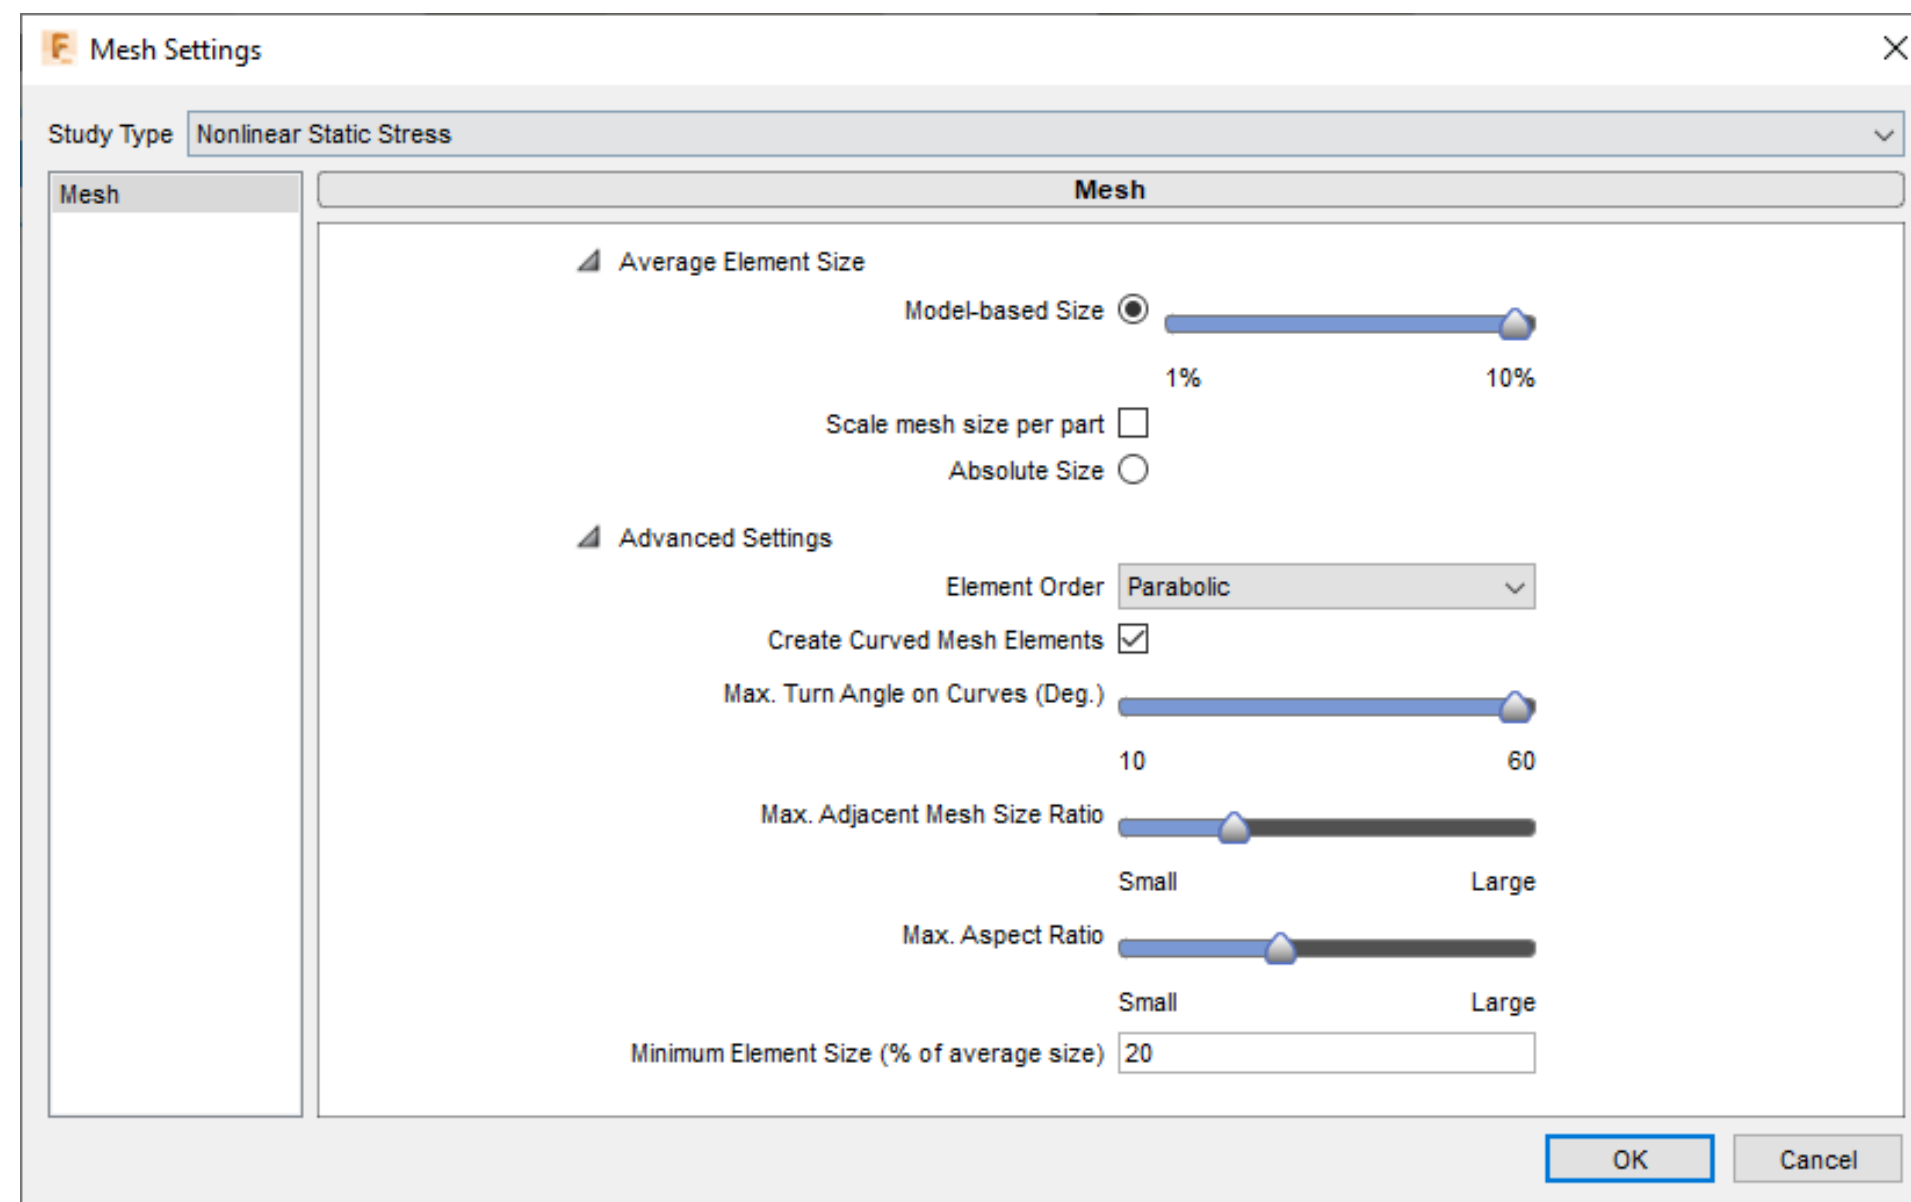 Mesh Settings
Study Type Nonlinear Static Stress
Mesh
Mesh
Average Element Size
Model-based Size
1% 10%
Scale mesh size per part
Absolute Size
Advanced Settings
Element Order Parabolic
Create Curved Mesh Elements
Max. Turn Angle on Curves (Deg.)
10 60
Max. Adjacent Mesh Size Ratio
Small Large
Max. Aspect Ratio
Small Large
Minimum Element Size (% of average size) 20
OK Cancel